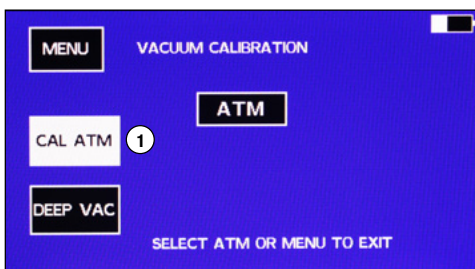 MENU
VACUUM CALIBRATION
ATM
CAL ATM
1
DEEP VAC
SELECT ATM OR MENU TO EXIT